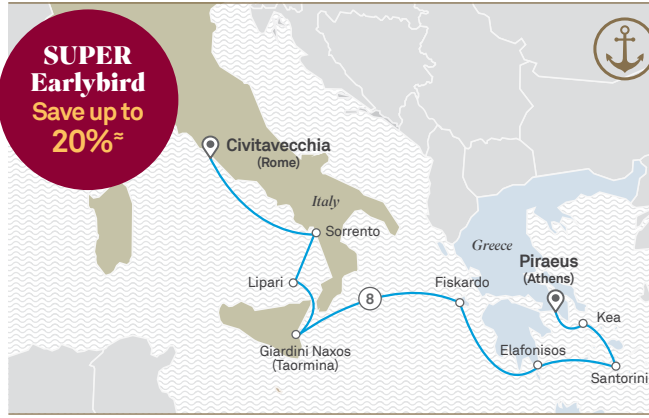 SUPER
Earlybird
Save up to
20%≈
Civitavecchia
(Rome)
Italy
Sorrento
Lipari
Giardini Naxos
(Taormina)
8
Greece
Fiskardo
Piraeus
(Athens)
Kea
Elafonisos
Santorini